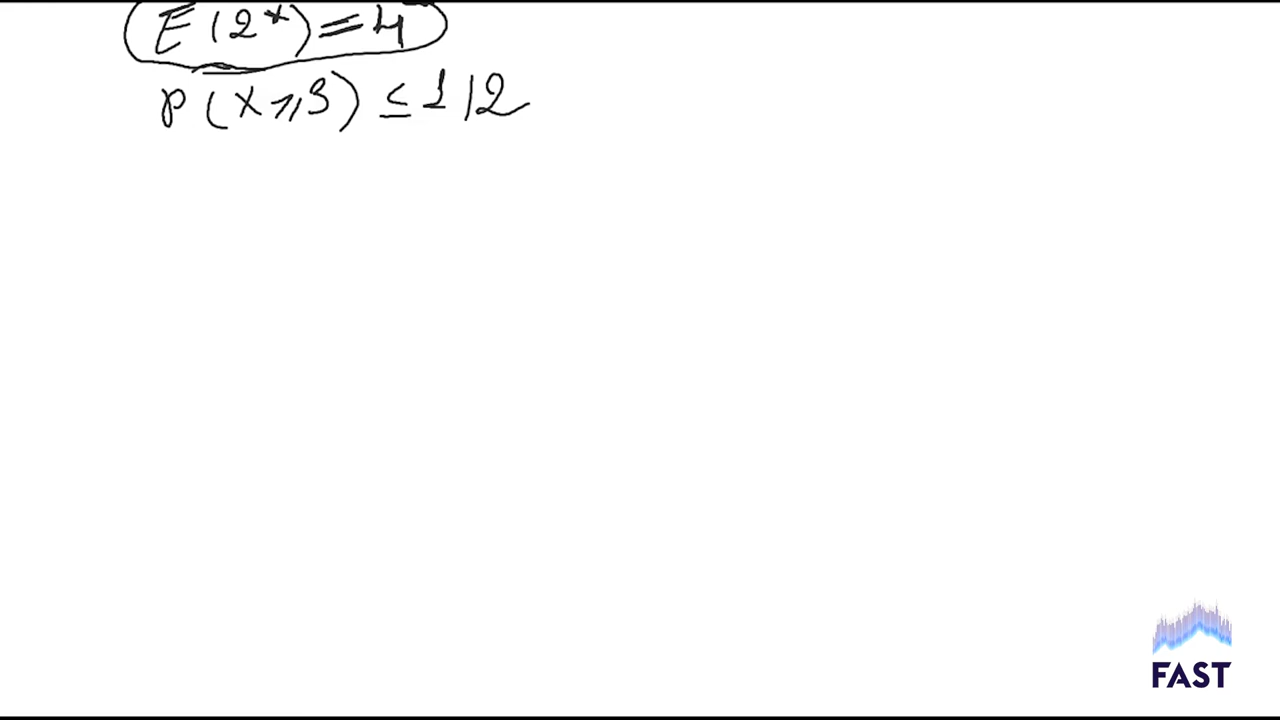 E(2^x) = 4
P(X ≥ 3) ≤ 1/2
FAST